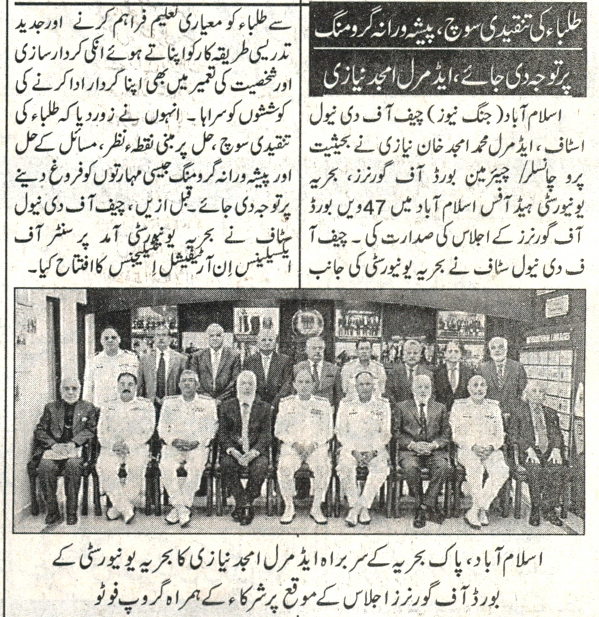 طلباء کی تنقیدی سوچ، پیشہ ورانہ گرومنگ
پر توجہ دی جائے، ایڈمرل امجد نیازی
اسلام آباد (جنگ نیوز) چیف آف دی نیول
اسٹاف، ایڈمرل محمد امجد خان نیازی نے بحیثیت
پرو چانسلر/ چیئرمین بورڈ آف گورنرز، بحریہ
یونیورسٹی ہیڈ آفس اسلام آباد میں 47ویں بورڈ
آف گورنرز کے اجلاس کی صدارت کی۔ چیف آ
ف دی نیول سٹاف نے بحریہ یونیورسٹی کی جانب
سے طلباء کو معیاری تعلیم فراہم کرنے اور جدید
تدریسی طریقہ کار کو اپناتے ہوئے انکی کردار سازی
اور شخصیت کی تعمیر میں بھی اپنا کردار ادا کرنے کی
کوششوں کو سراہا۔ انہوں نے زور دیا کہ طلباء کی
تنقیدی سوچ، حل پر مبنی نقطہء نظر، مسائل کے حل
اور پیشہ ورانہ گرومنگ جیسی مہارتوں کو فروغ دینے
پر توجہ دی جائے۔ قبل ازیں، چیف آف دی نیول
سٹاف نے بحریہ یونیورسٹی آمد پر سنٹر آف
ایکسیلینس اِن آرٹیفیشل انٹیلیجنس کا افتتاح کیا۔
اسلام آباد، پاک بحریہ کے سربراہ ایڈمرل امجد نیازی کا بحریہ یونیورسٹی کے
بورڈ آف گورنرز اجلاس کے موقع پر شرکاء کے ہمراہ گروپ فوٹو